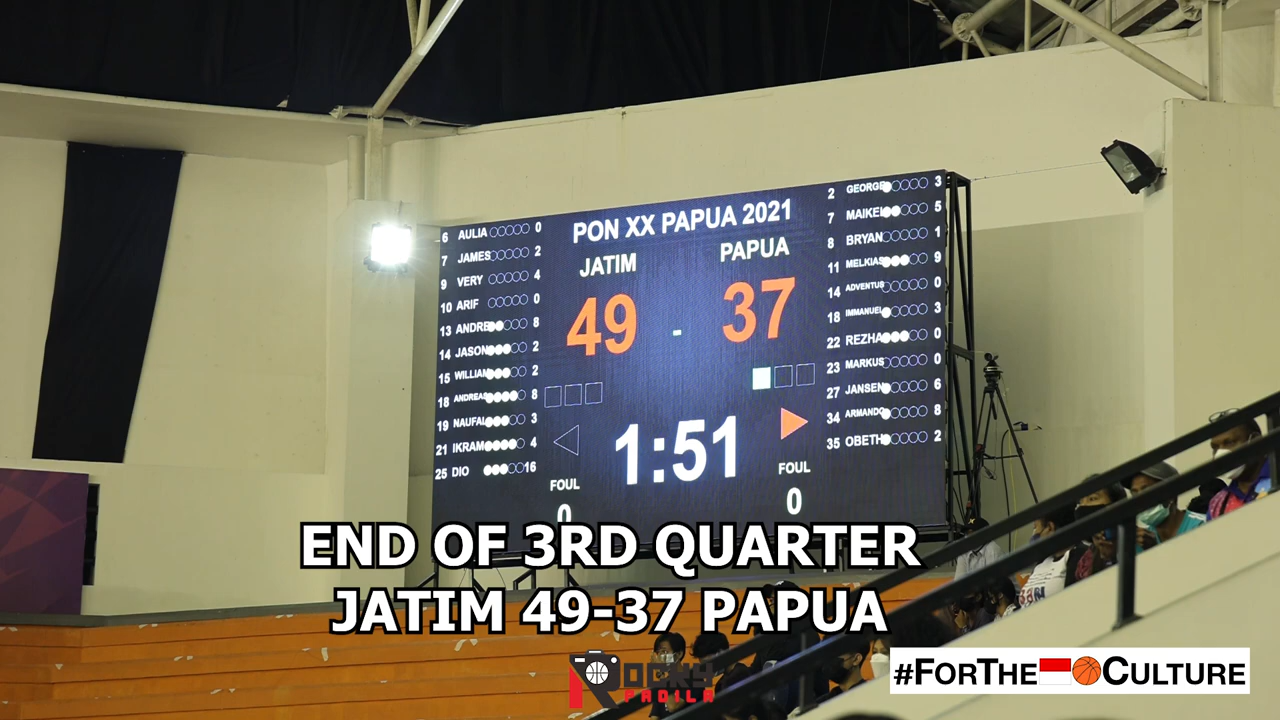 PON XX PAPUA 2021
JATIM
PAPUA
49 - 37
1:51
FOUL
0
FOUL
0
6 AULIA 0
7 JAMES 2
9 VERY 4
10 ARIF 0
13 ANDRE 8
14 JASON 2
15 WILLIAN 2
18 ANDREAS 8
19 NAUFAL 3
21 IKRAM 4
25 DIO 16
2 GEORGE 3
7 MAIKEL 5
8 BRYAN 1
11 MELKIAS 9
14 ADVENTUS 0
18 IMMANUEL 3
22 REZHA 0
23 MARKUS 0
27 JANSEN 6
34 ARMANDO 8
35 OBETH 2
END OF 3RD QUARTER
JATIM 49-37 PAPUA
ROCKY
PADILA
#FORTHECULTURE